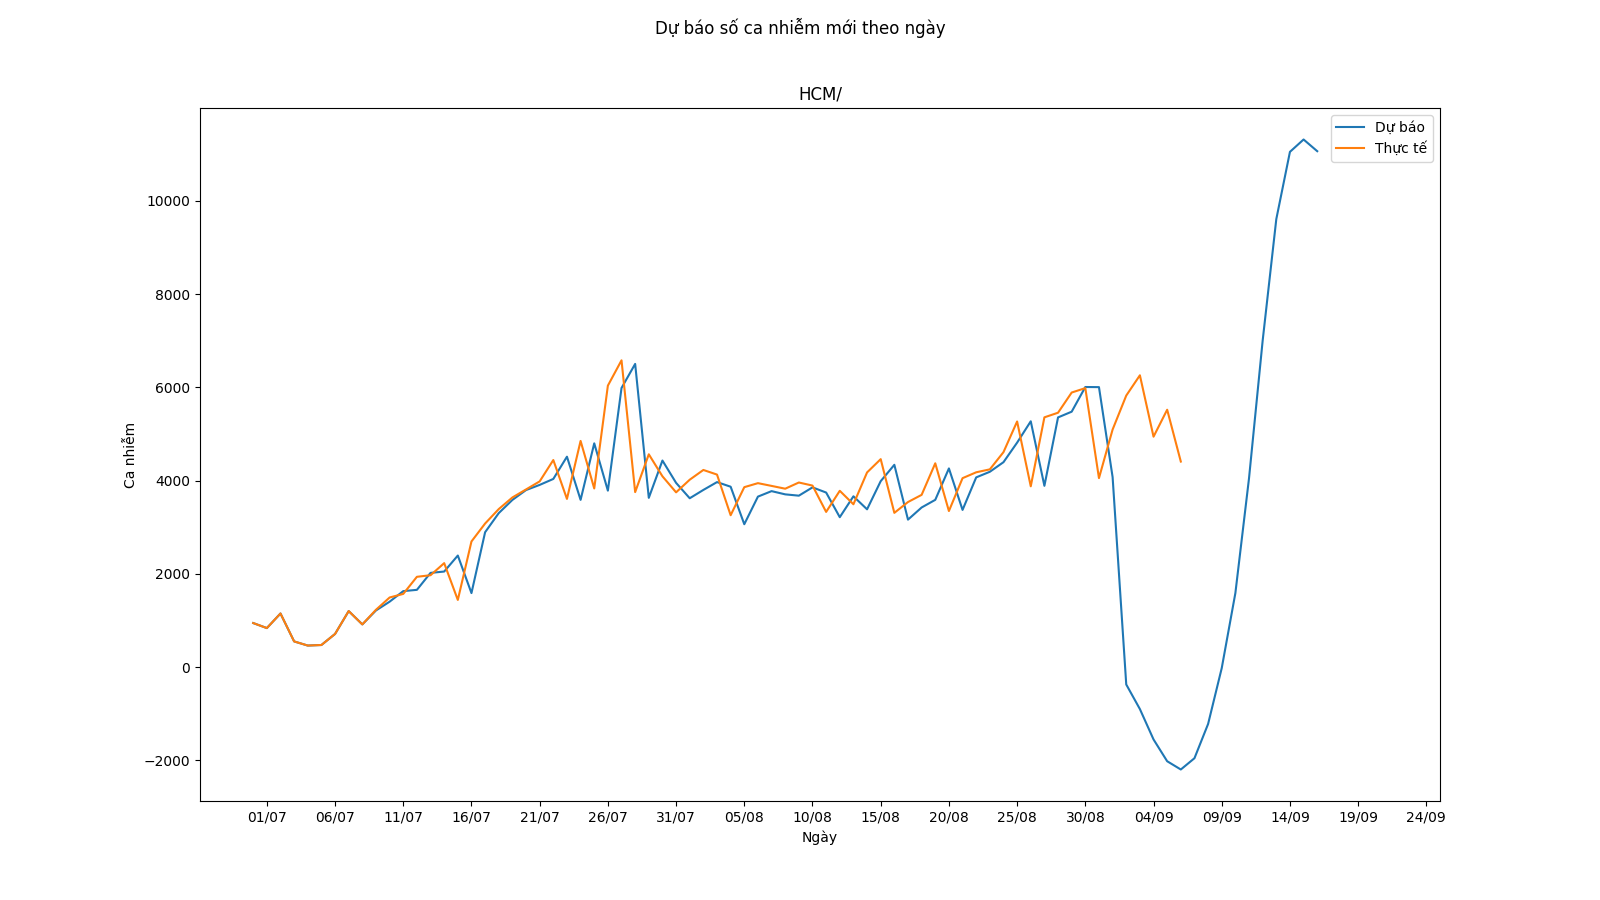 Dự báo số ca nhiễm mới theo ngày
HCM/
Dự báo
Thực tế
10000
8000
6000
4000
2000
0
−2000
Ca nhiễm
01/07 06/07 11/07 16/07 21/07 26/07 31/07 05/08 10/08 15/08 20/08 25/08 30/08 04/09 09/09 14/09 19/09 24/09
Ngày